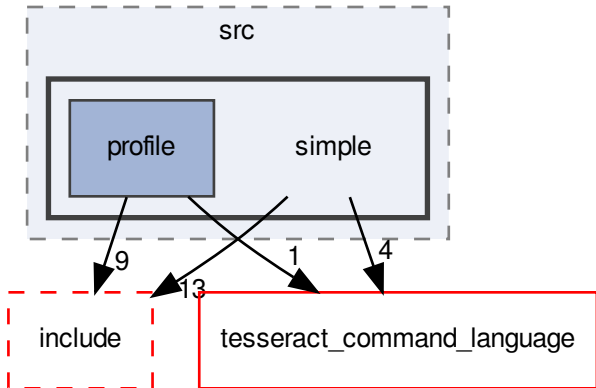 src
profile
simple
9
1
4
13
include
tesseract_command_language